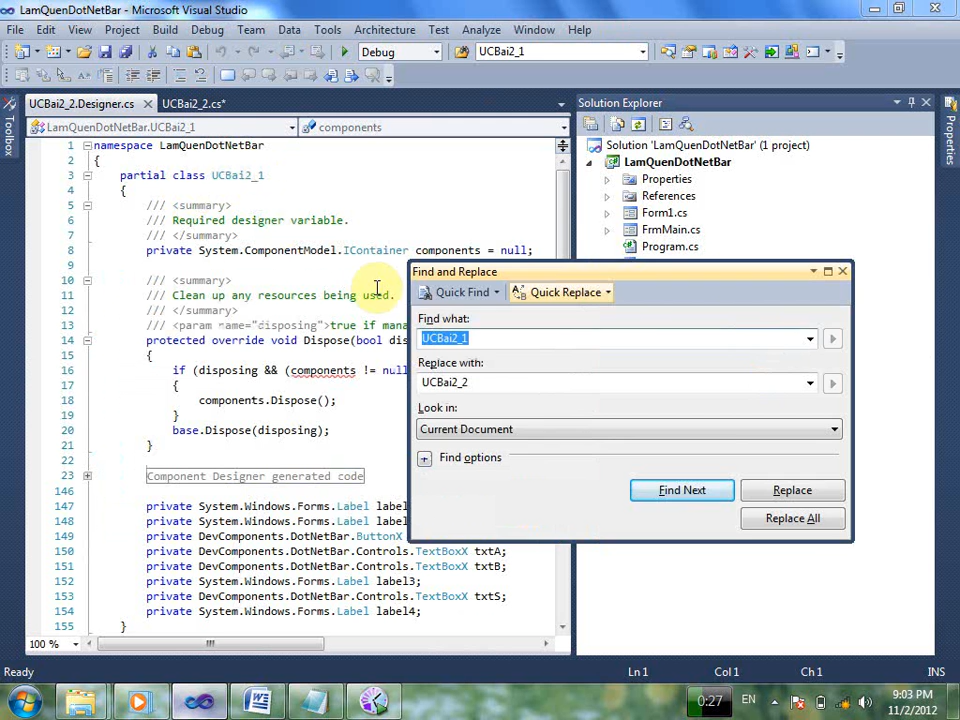 LamQuenDotNetBar - Microsoft Visual Studio
File Edit View Project Build Debug Team Data Tools Architecture Test Analyze Window Help
Debug UCBai2_1
UCBai2_2.Designer.cs UCBai2_2.cs*
LamQuenDotNetBar.UCBai2_1 components
Toolbox
1 namespace LamQuenDotNetBar
2 {
3 partial class UCBai2_1
4 {
5 /// <summary>
6 /// Required designer variable.
7 /// </summary>
8 private System.ComponentModel.IContainer components = null;
9
10 /// <summary>
11 /// Clean up any resources being used.
12 /// </summary>
13 /// <param name="disposing">true if mana
14 protected override void Dispose(bool dis
15 {
16 if (disposing && (components != null
17 {
18 components.Dispose();
19 }
20 base.Dispose(disposing);
21 }
22
23 Component Designer generated code
146
147 private System.Windows.Forms.Label label
148 private System.Windows.Forms.Label label
149 private DevComponents.DotNetBar.ButtonX
150 private DevComponents.DotNetBar.Controls.TextBoxX txtA;
151 private DevComponents.DotNetBar.Controls.TextBoxX txtB;
152 private System.Windows.Forms.Label label3;
153 private DevComponents.DotNetBar.Controls.TextBoxX txtS;
154 private System.Windows.Forms.Label label4;
155 }
100 %
Solution Explorer
Solution 'LamQuenDotNetBar' (1 project)
LamQuenDotNetBar
Properties
References
Form1.cs
FrmMain.cs
Program.cs
Properties
Find and Replace
Quick Find Quick Replace
Find what:
UCBai2_1
Replace with:
UCBai2_2
Look in:
Current Document
Find options
Find Next Replace
Replace All
Ready Ln 1 Col 1 Ch 1 INS
0:27 EN 9:03 PM
11/2/2012